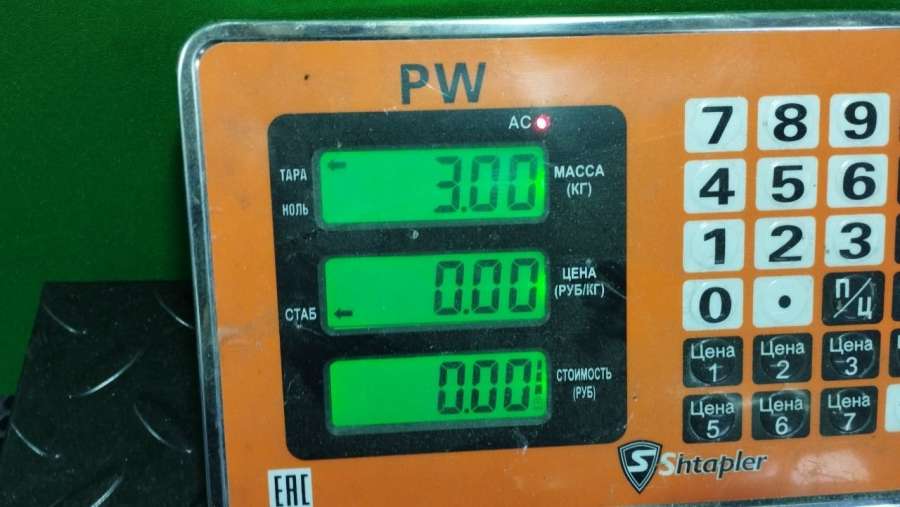 PW
AC
ТАРА
3.00
МАССА
(КГ)
НОЛЬ
0.00
ЦЕНА
(РУБ/КГ)
СТАБ
0.00
СТОИМОСТЬ
(РУБ)
7 8 9
4 5 6
1 2 3
0 • П/Ц
Цена 1 Цена 2 Цена 3
Цена 5 Цена 6 Цена 7
S Shtapler
EAC